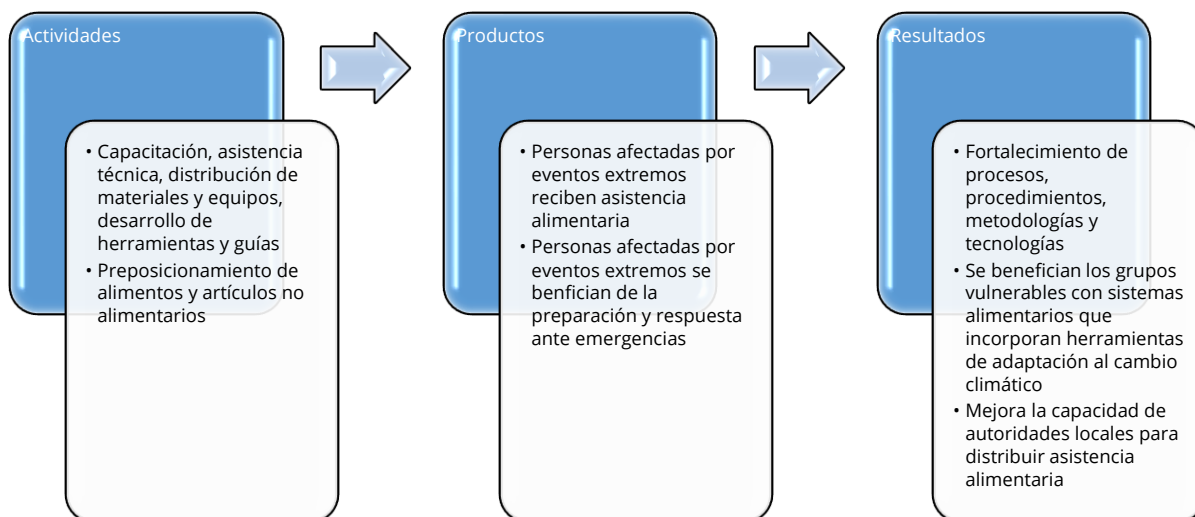 Actividades
• Capacitación, asistencia
técnica, distribución de
materiales y equipos,
desarrollo de
herramientas y guías
• Preposicionamiento de
alimentos y artículos no
alimentarios
Productos
• Personas afectadas por
eventos extremos
reciben asistencia
alimentaria
• Personas afectadas por
eventos extremos se
benfician de la
preparación y respuesta
ante emergencias
Resultados
• Fortalecimiento de
procesos,
procedimientos,
metodologías y
tecnologías
• Se benefician los grupos
vulnerables con sistemas
alimentarios que
incorporan herramientas
de adaptación al cambio
climático
• Mejora la capacidad de
autoridades locales para
distribuir asistencia
alimentaria